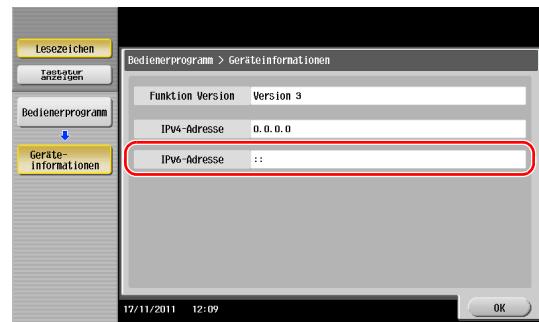 Lesezeichen
Tastatur
anzeigen
Bedienerprogramm
Geräte-
informationen
Bedienerprogramm > Geräteinformationen
Funktion Version Version 3
IPv4-Adresse 0.0.0.0
IPv6-Adresse ::
17/11/2011 12:09
OK